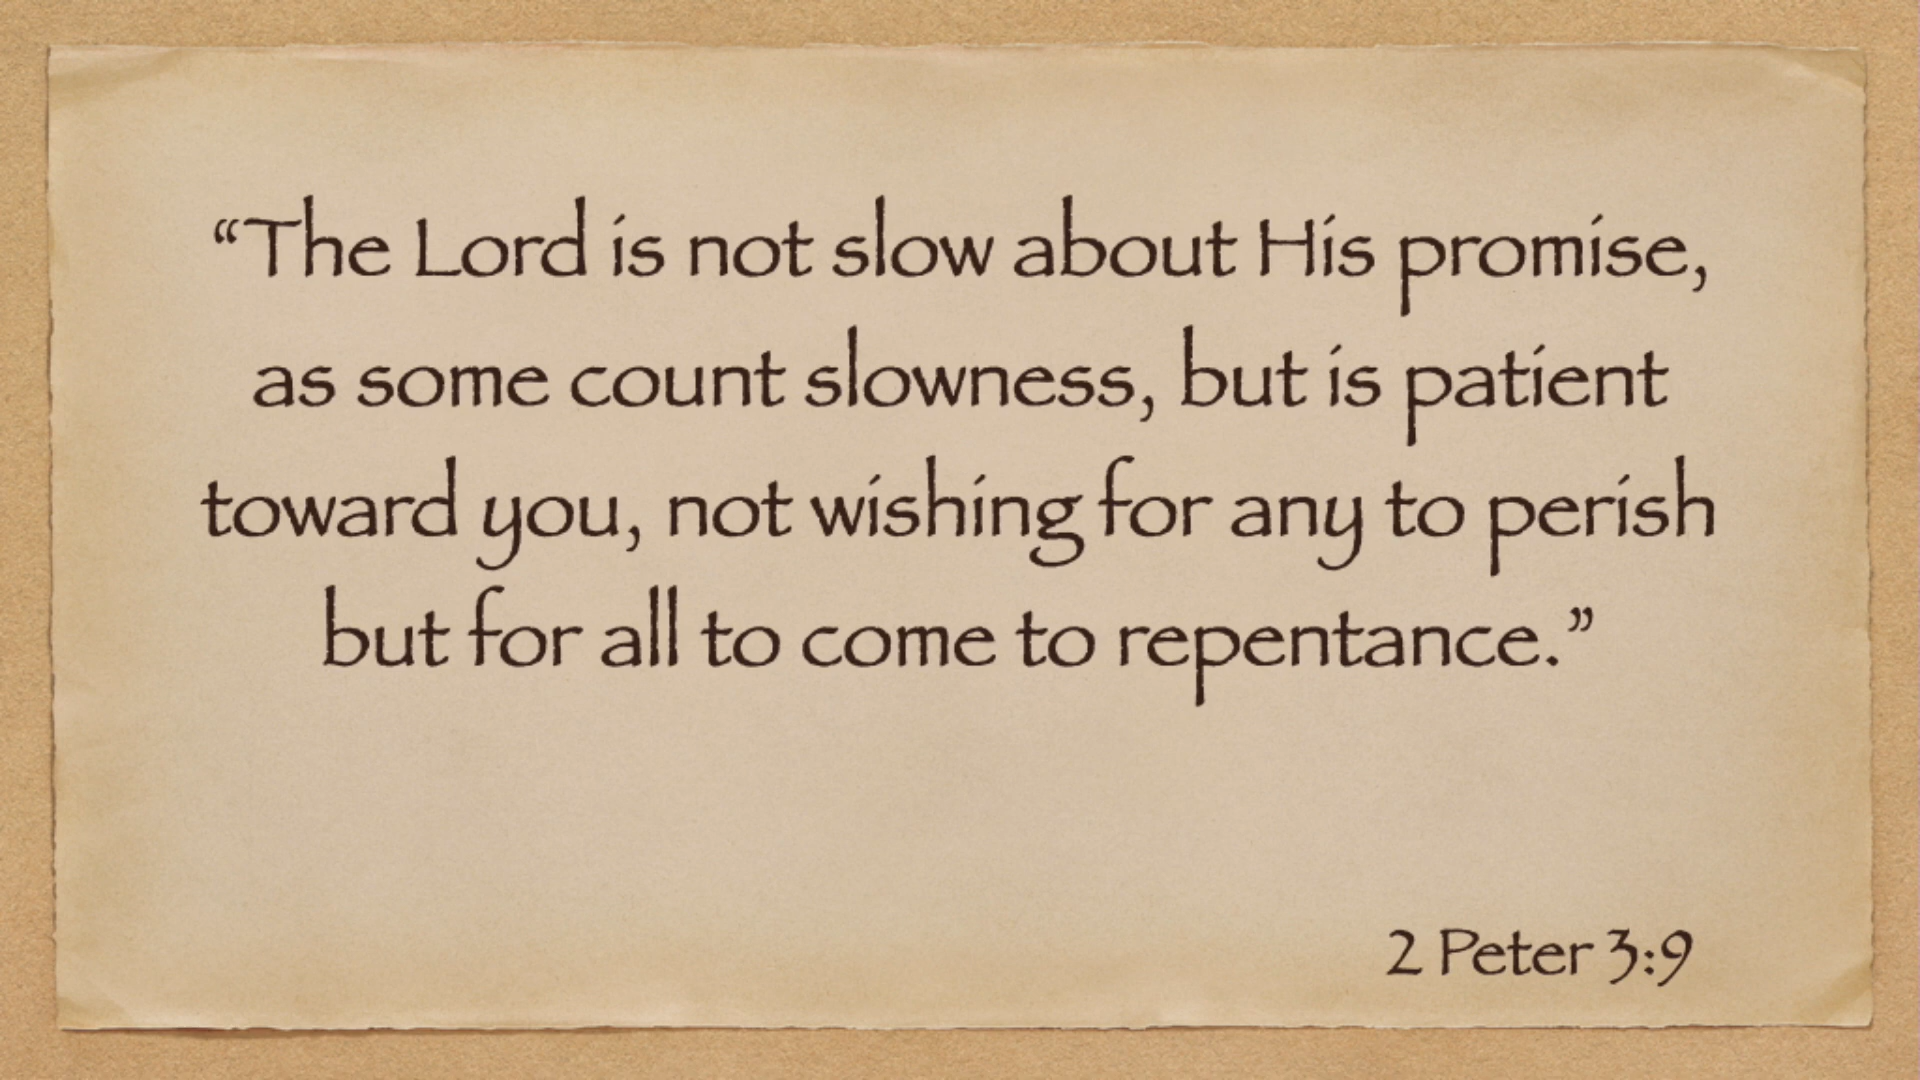 “The Lord is not slow about His promise,
as some count slowness, but is patient
toward you, not wishing for any to perish
but for all to come to repentance.”
2 Peter 3:9